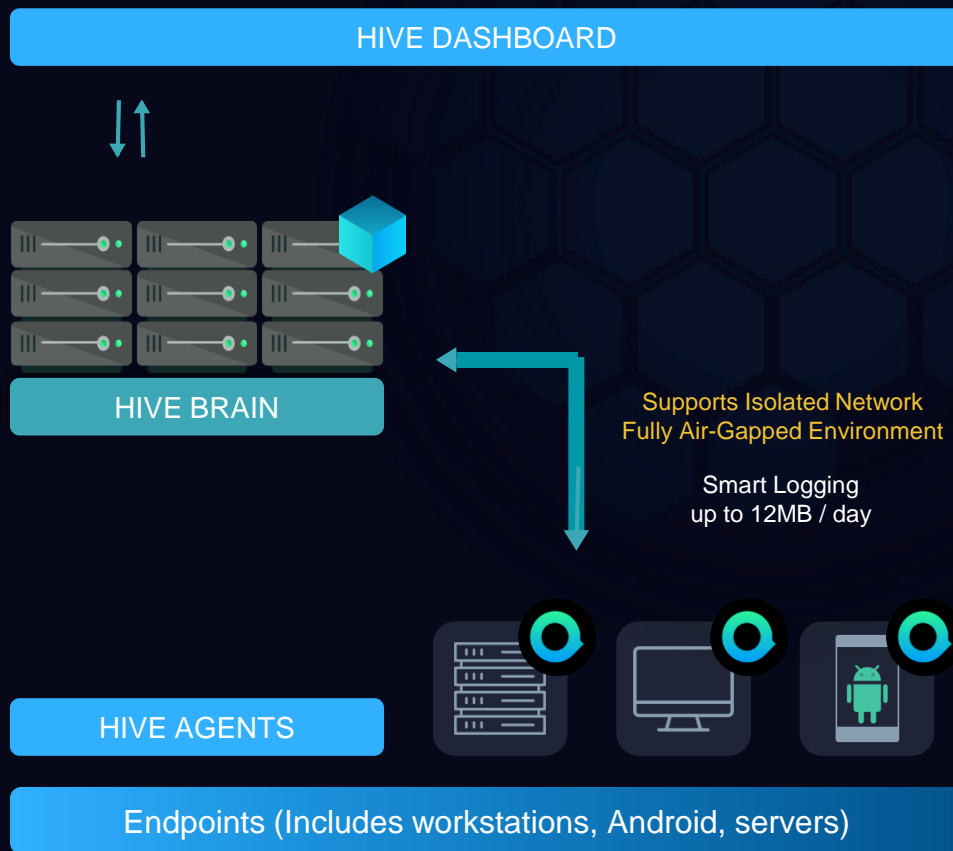 HIVE DASHBOARD
HIVE BRAIN
Supports Isolated Network
Fully Air-Gapped Environment
Smart Logging
up to 12MB / day
HIVE AGENTS
Endpoints (Includes workstations, Android, servers)